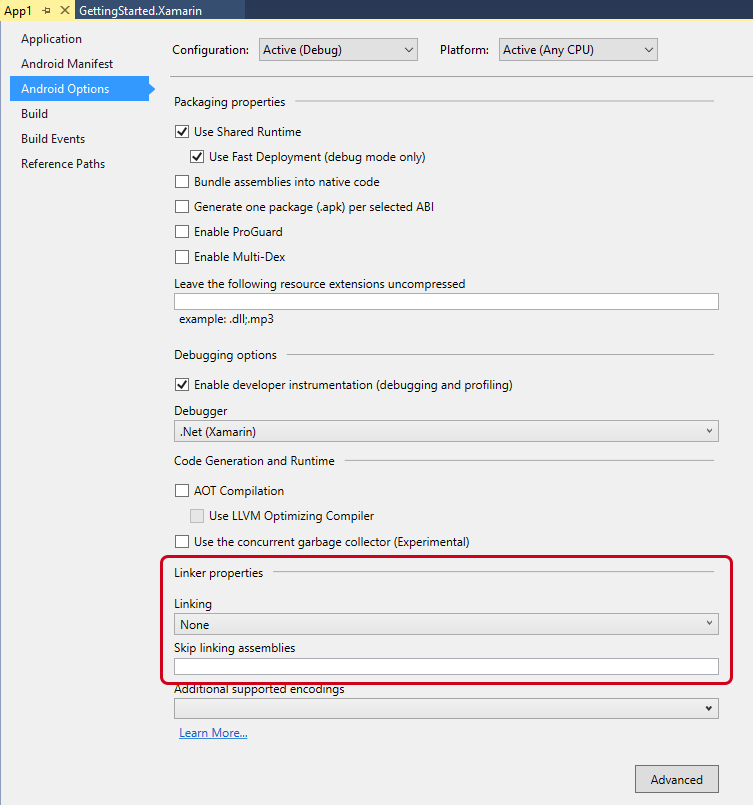 App1 GettingStarted.Xamarin
Application
Android Manifest
Android Options
Build
Build Events
Reference Paths
Configuration: Active (Debug) Platform: Active (Any CPU)
Packaging properties
Use Shared Runtime
Use Fast Deployment (debug mode only)
Bundle assemblies into native code
Generate one package (.apk) per selected ABI
Enable ProGuard
Enable Multi-Dex
Leave the following resource extensions uncompressed
example: .dll;.mp3
Debugging options
Enable developer instrumentation (debugging and profiling)
Debugger
.Net (Xamarin)
Code Generation and Runtime
AOT Compilation
Use LLVM Optimizing Compiler
Use the concurrent garbage collector (Experimental)
Linker properties
Linking
None
Skip linking assemblies
Additional supported encodings
Learn More...
Advanced